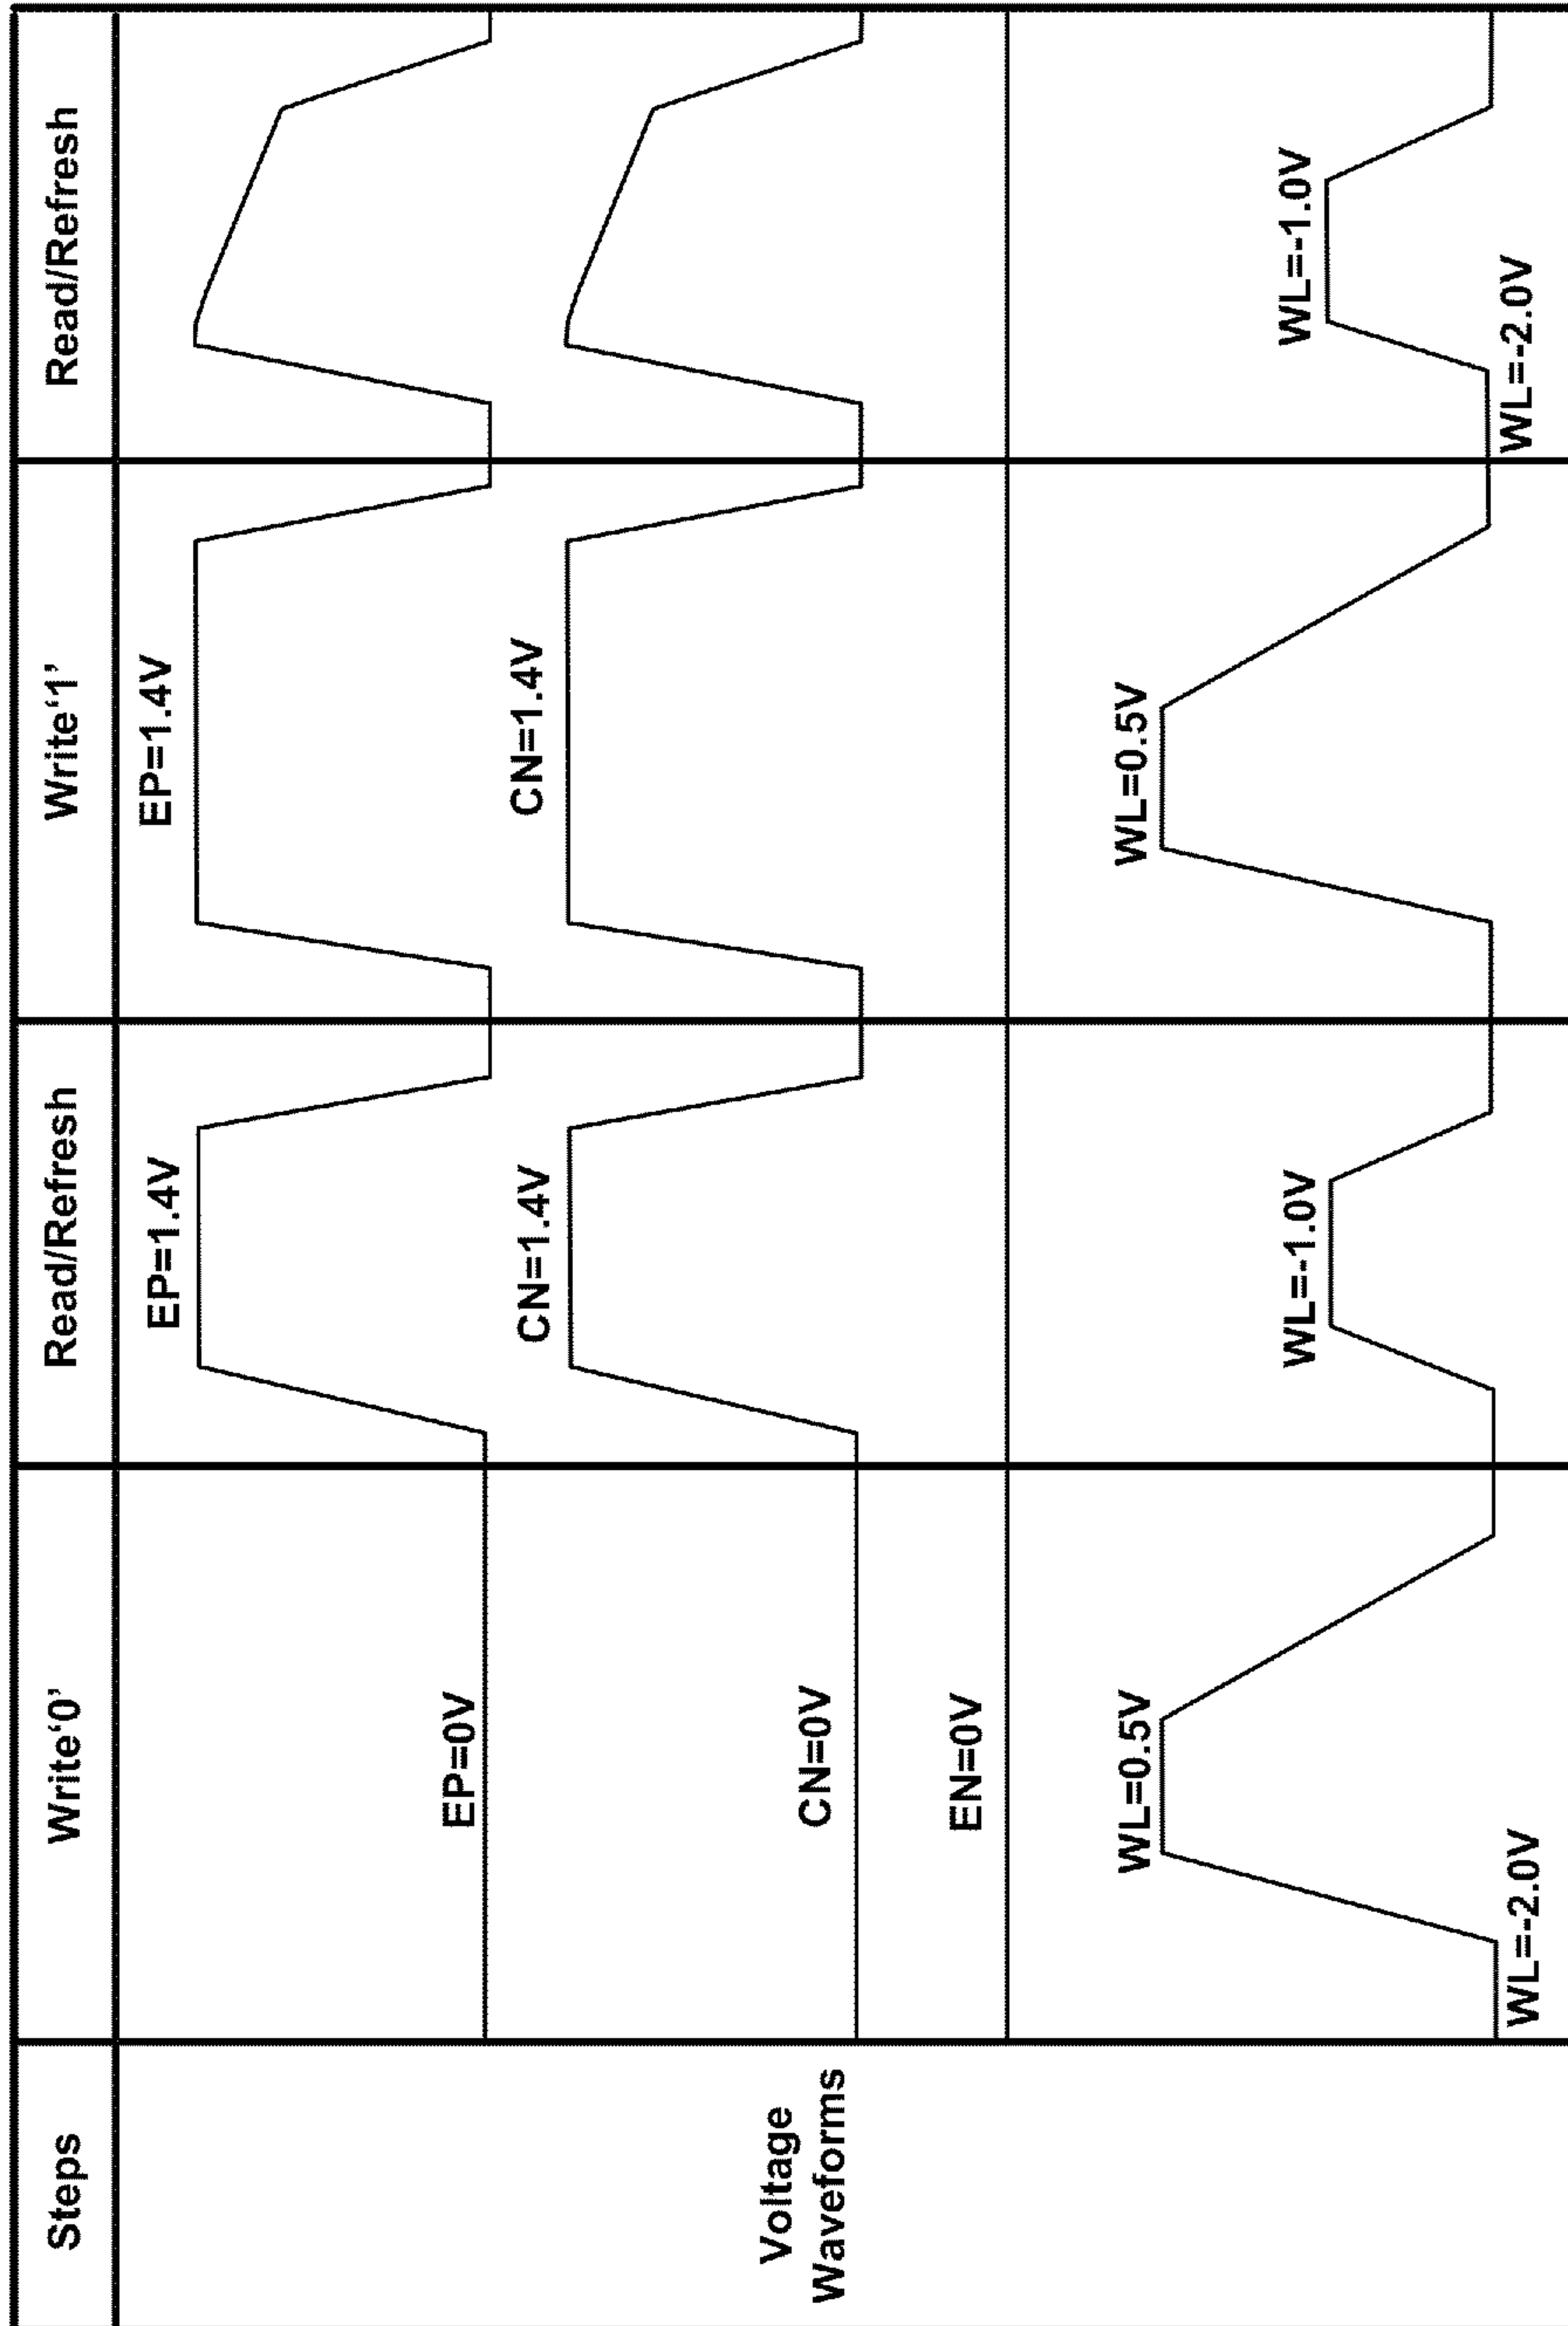 Steps
Write‘0’
Read/Refresh
Write‘1’
Read/Refresh
Voltage
Waveforms
EP=0V
EP=1.4V
EP=1.4V
CN=0V
CN=1.4V
CN=1.4V
EN=0V
WL=0.5V
WL=-1.0V
WL=0.5V
WL=-1.0V
WL=-2.0V
WL=-2.0V